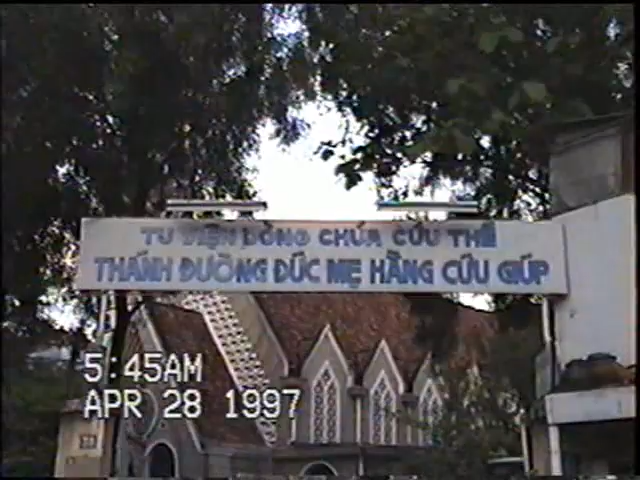 TU VIỆN DÒNG CHÚA CỨU THẾ
THÁNH ĐƯỜNG ĐỨC MẸ HẰNG CỨU GIÚP
5:45AM
APR 28 1997